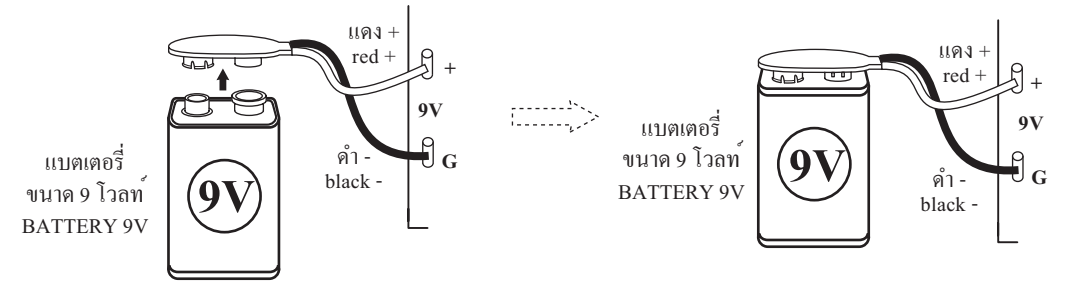 แดง +
red +
+
9V
แบตเตอรี่
ขนาด 9 โวลท์
BATTERY 9V
9V
ดำ -
black -
G
แดง +
red +
+
9V
แบตเตอรี่
ขนาด 9 โวลท์
BATTERY 9V
9V
ดำ -
black -
G